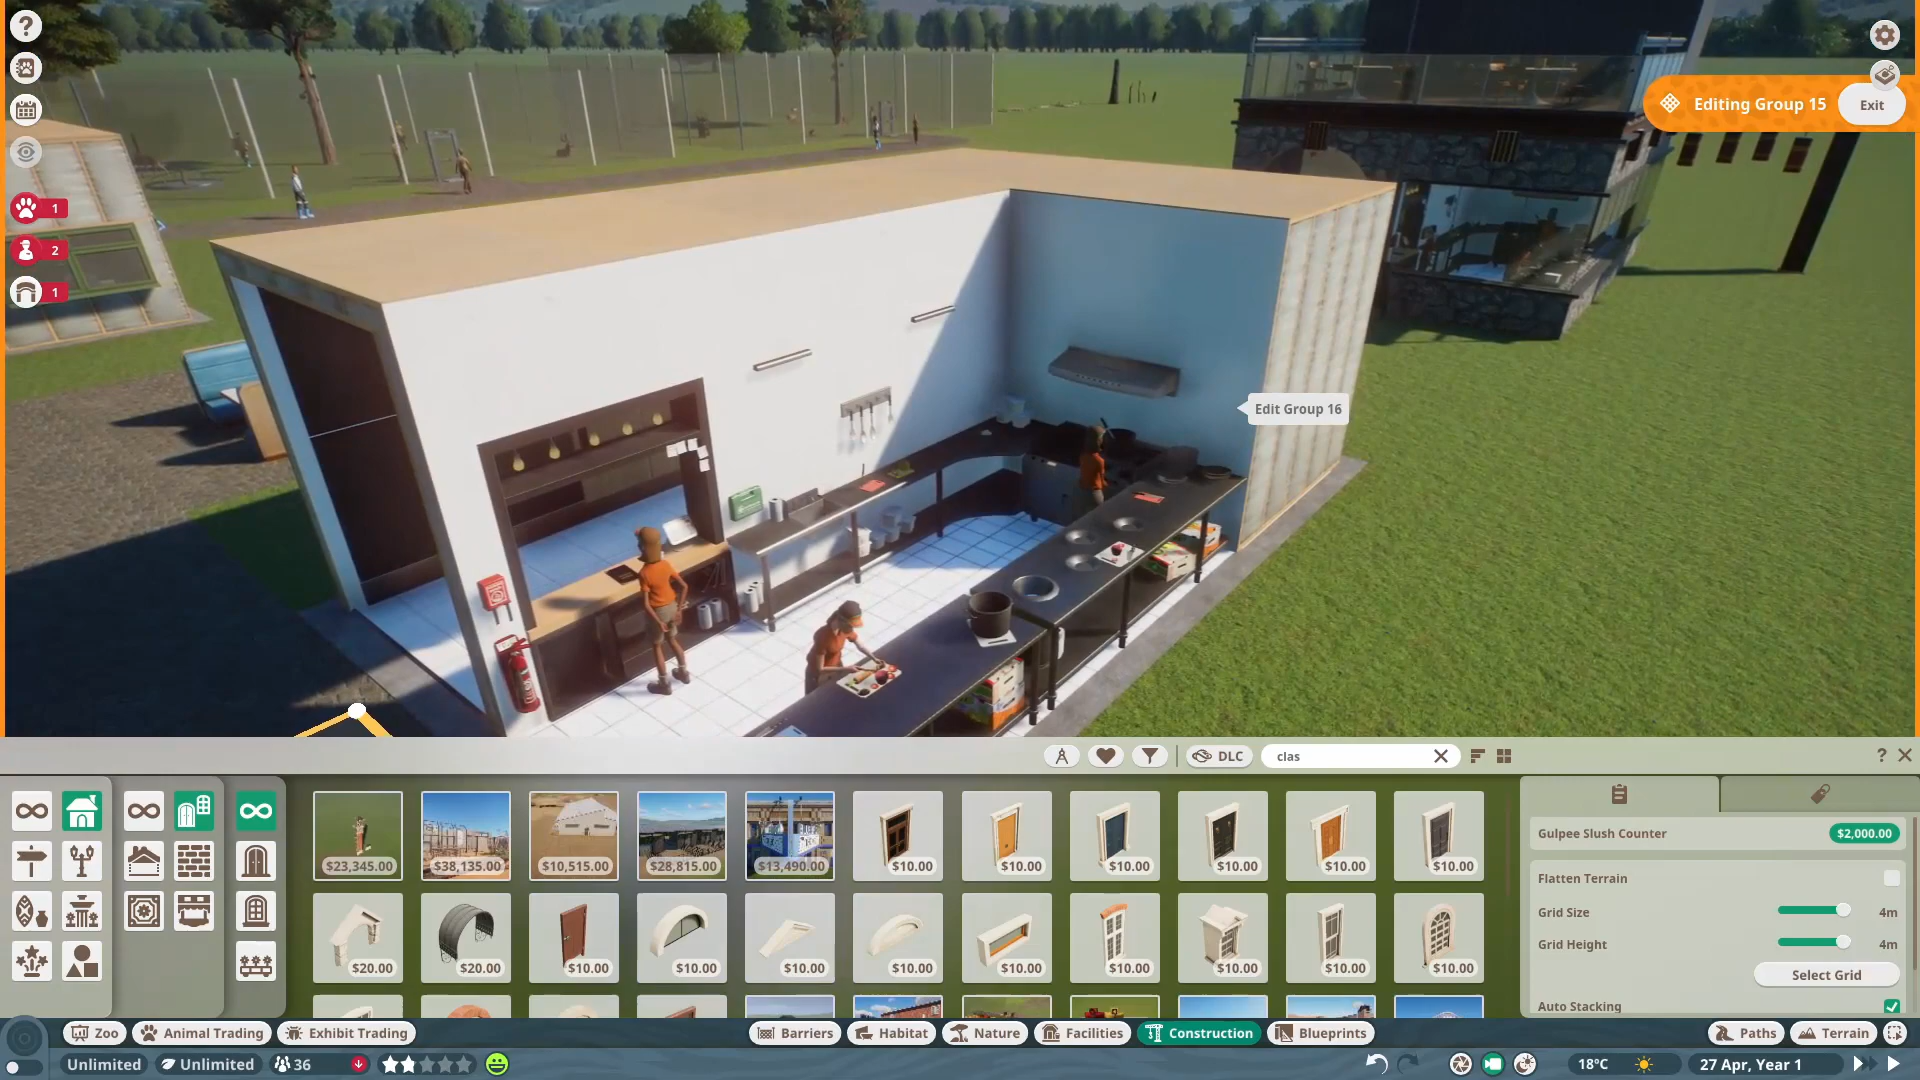 ?
Editing Group 15
Exit
1
2
1
Edit Group 16
DLC
clas
?
$23,345.00
$38,135.00
$10,515.00
$28,815.00
$13,490.00
$10.00
$10.00
$10.00
$10.00
$10.00
$10.00
$20.00
$20.00
$10.00
$10.00
$10.00
$10.00
$10.00
$10.00
$10.00
$10.00
$10.00
Gulpee Slush Counter
$2,000.00
Flatten Terrain
Grid Size
4m
Grid Height
4m
Select Grid
Auto Stacking
Zoo
Animal Trading
Exhibit Trading
Barriers
Habitat
Nature
Facilities
Construction
Blueprints
Paths
Terrain
Unlimited
Unlimited
36
18°C
27 Apr, Year 1